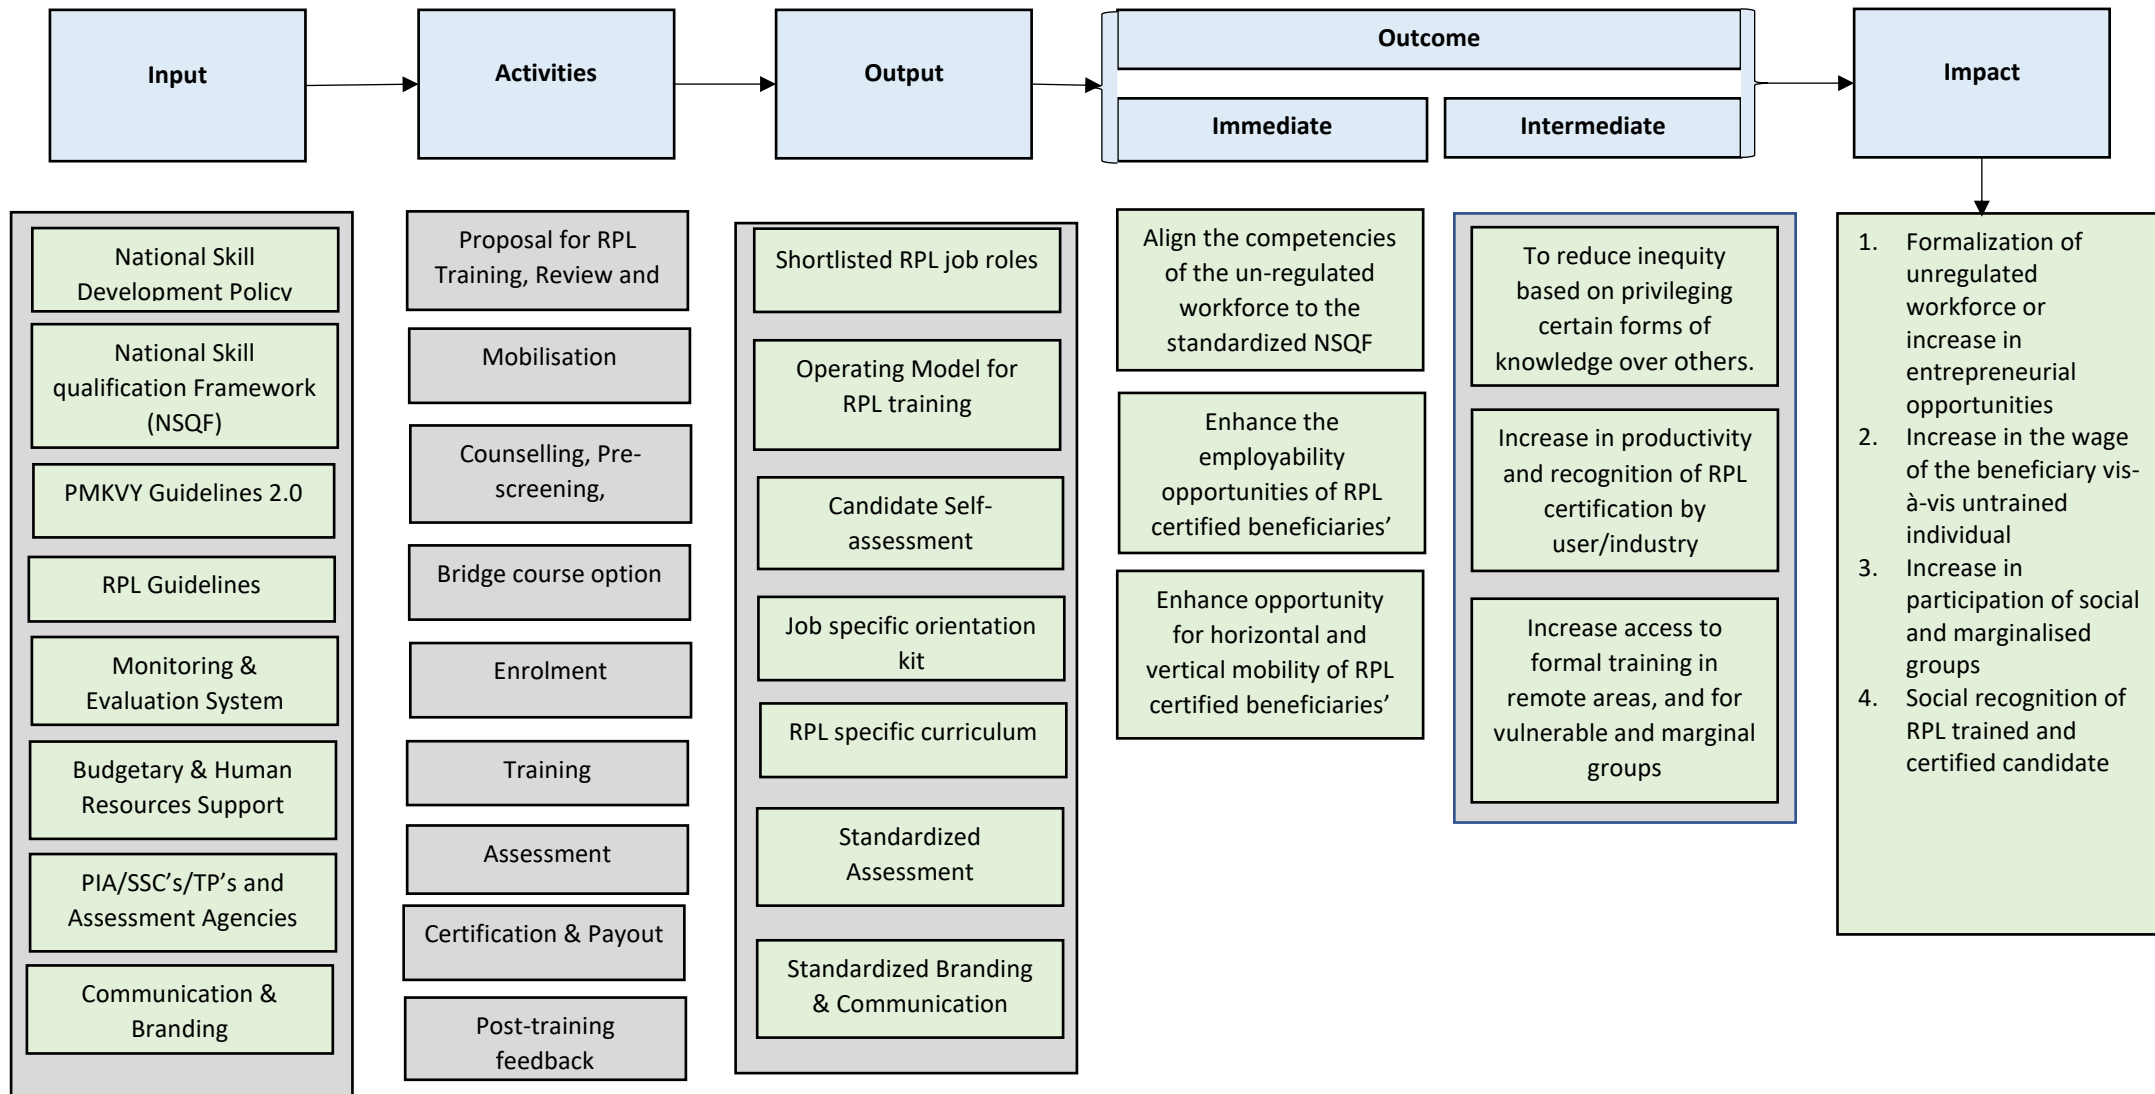 Input
Activities
Output
Outcome
Immediate
Intermediate
Impact
National Skill
Development Policy
National Skill
qualification Framework
(NSQF)
PMKVY Guidelines 2.0
RPL Guidelines
Monitoring &
Evaluation System
Budgetary & Human
Resources Support
PIA/SSC’s/TP’s and
Assessment Agencies
Communication &
Branding
Proposal for RPL
Training, Review and
Mobilisation
Counselling, Pre-
screening,
Bridge course option
Enrolment
Training
Assessment
Certification & Payout
Post-training
feedback
Shortlisted RPL job roles
Operating Model for
RPL training
Candidate Self-
assessment
Job specific orientation
kit
RPL specific curriculum
Standardized
Assessment
Standardized Branding
& Communication
Align the competencies
of the un-regulated
workforce to the
standardized NSQF
Enhance the
employability
opportunities of RPL
certified beneficiaries’
Enhance opportunity
for horizontal and
vertical mobility of RPL
certified beneficiaries’
To reduce inequity
based on privileging
certain forms of
knowledge over others.
Increase in productivity
and recognition of RPL
certification by
user/industry
Increase access to
formal training in
remote areas, and for
vulnerable and marginal
groups
1. Formalization of
unregulated
workforce or
increase in
entrepreneurial
opportunities
2. Increase in the wage
of the beneficiary vis-
à-vis untrained
individual
3. Increase in
participation of social
and marginalised
groups
4. Social recognition of
RPL trained and
certified candidate